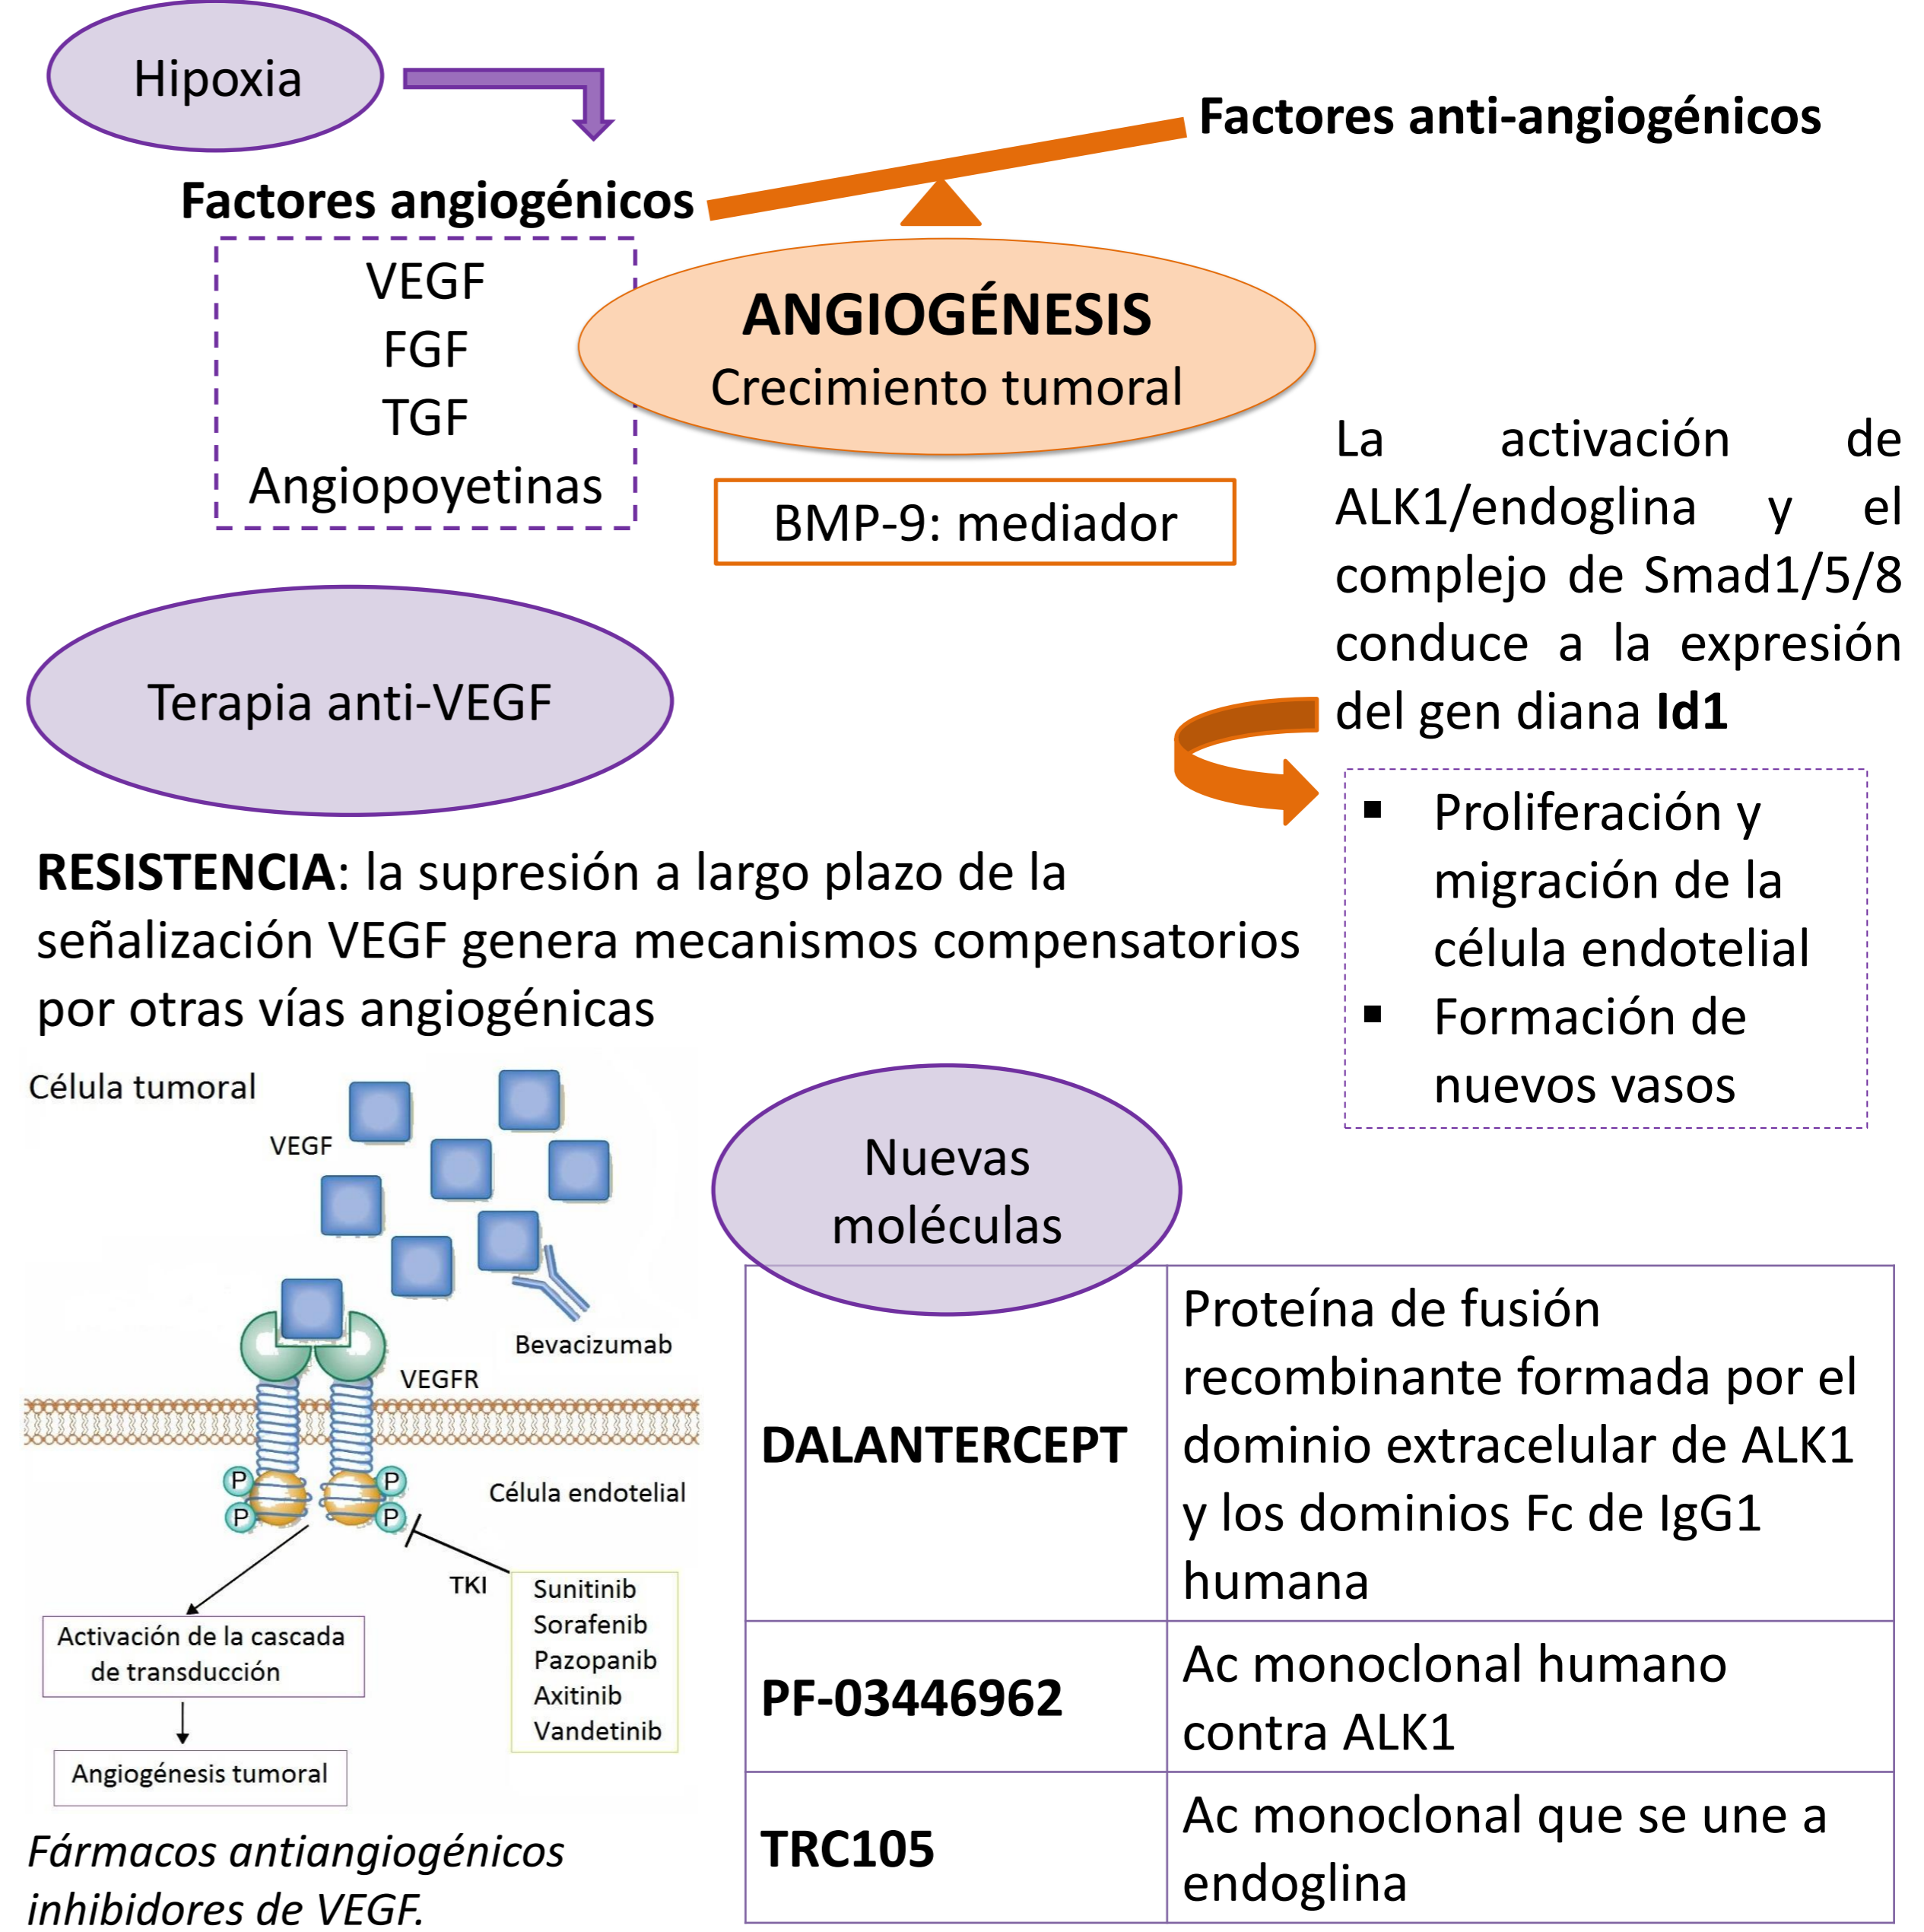 Hipoxia
Factores anti-angiogénicos
Factores angiogénicos
VEGF
FGF
TGF
Angiopoyetinas
ANGIOGÉNESIS
Crecimiento tumoral
BMP-9: mediador
La activación de
ALK1/endoglina y el
complejo de Smad1/5/8
conduce a la expresión
del gen diana Id1
▪ Proliferación y
migración de la
célula endotelial
▪ Formación de
nuevos vasos
Terapia anti-VEGF
RESISTENCIA: la supresión a largo plazo de la
señalización VEGF genera mecanismos compensatorios
por otras vías angiogénicas
Célula tumoral
VEGF
Bevacizumab
VEGFR
P
P
P
P
Célula endotelial
TKI
Sunitinib
Sorafenib
Pazopanib
Axitinib
Vandetinib
Activación de la cascada
de transducción
Angiogénesis tumoral
Fármacos antiangiogénicos
inhibidores de VEGF.
Nuevas
moléculas
DALANTERCEPT
Proteína de fusión
recombinante formada por el
dominio extracelular de ALK1
y los dominios Fc de IgG1
humana
PF-03446962
Ac monoclonal humano
contra ALK1
TRC105
Ac monoclonal que se une a
endoglina